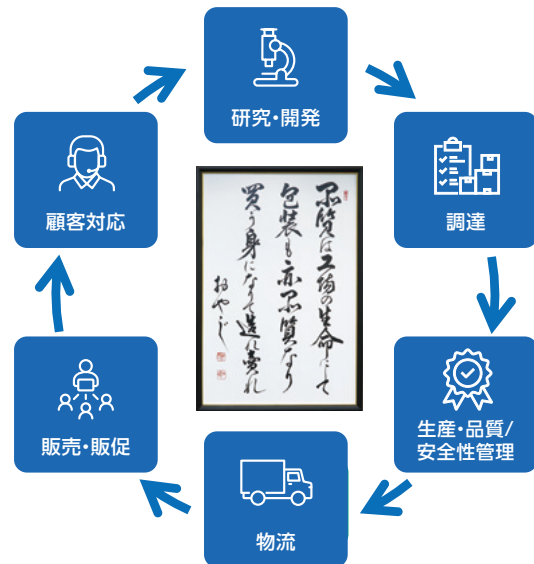 研究・開発
調達
生産・品質/
安全性管理
物流
販売・販促
顧客対応
品質は工場の生命にして
包装も亦品質なり
買う身になりて造れ売れ
おやじ